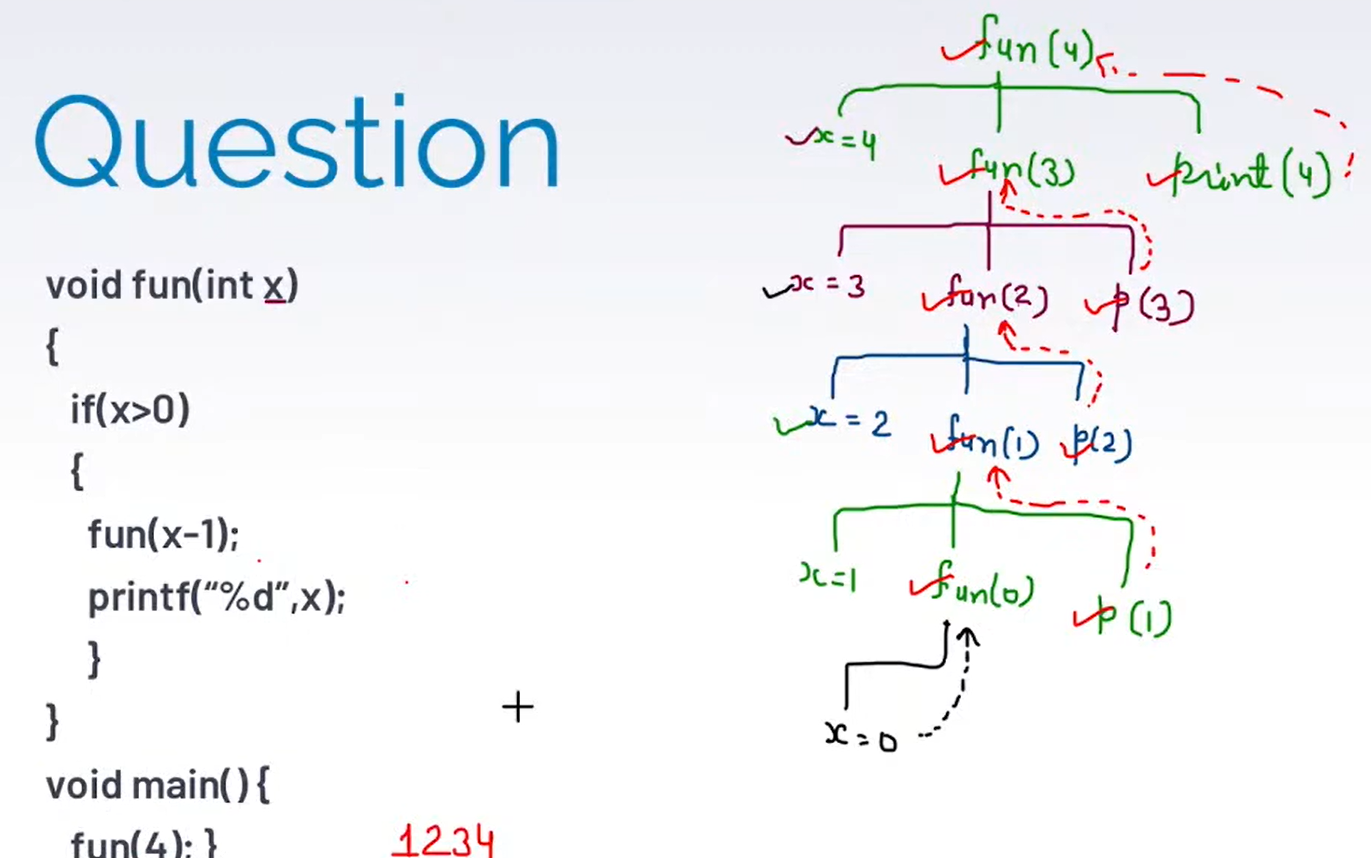 Question
void fun(int x)
{
if(x>0)
{
fun(x-1);
printf("%d",x);
}
}
void main(){
fun(4); }
1234
fun(4)
x=4 fun(3) print(4)
x=3 fun(2) p(3)
x=2 fun(1) p(2)
x=1 fun(0) p(1)
x=0